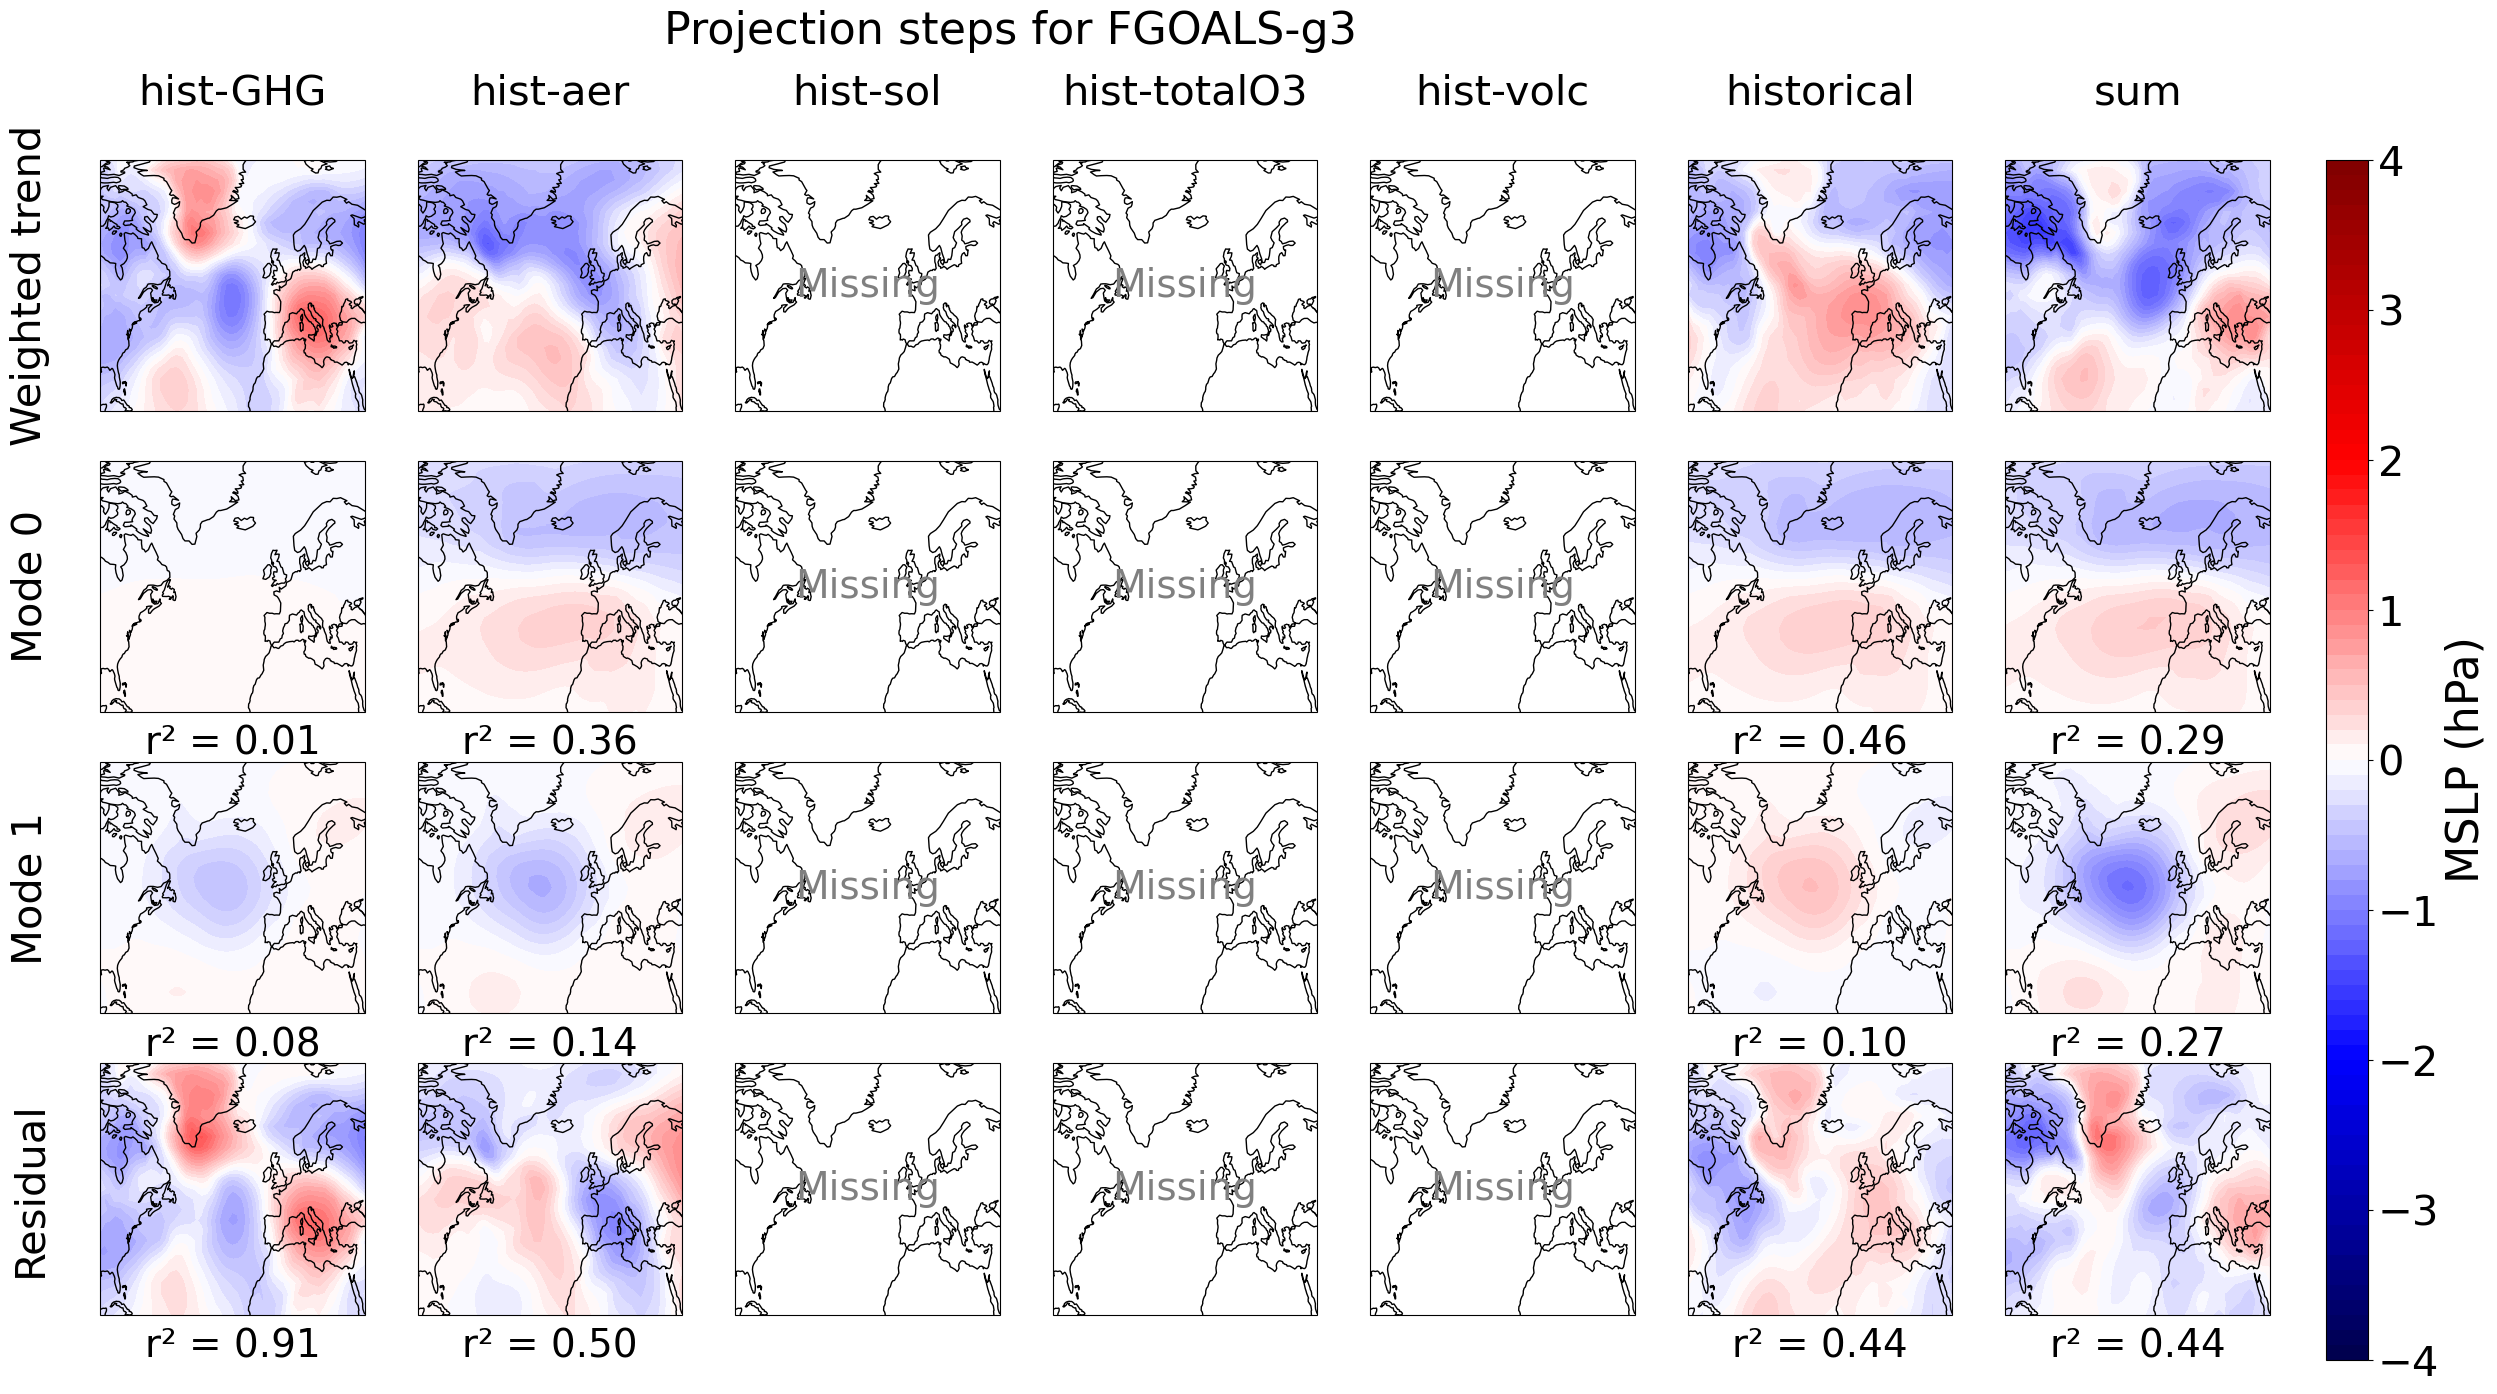 Projection steps for FGOALS-g3
hist-GHG hist-aer hist-sol hist-totalO3 hist-volc historical sum
Weighted trend
Missing Missing Missing
Mode 0
Missing Missing Missing
r² = 0.01 r² = 0.36 r² = 0.46 r² = 0.29
Mode 1
Missing Missing Missing
r² = 0.08 r² = 0.14 r² = 0.10 r² = 0.27
Residual
Missing Missing Missing
r² = 0.91 r² = 0.50 r² = 0.44 r² = 0.44
4
3
2
1
0
−1
−2
−3
−4
MSLP (hPa)